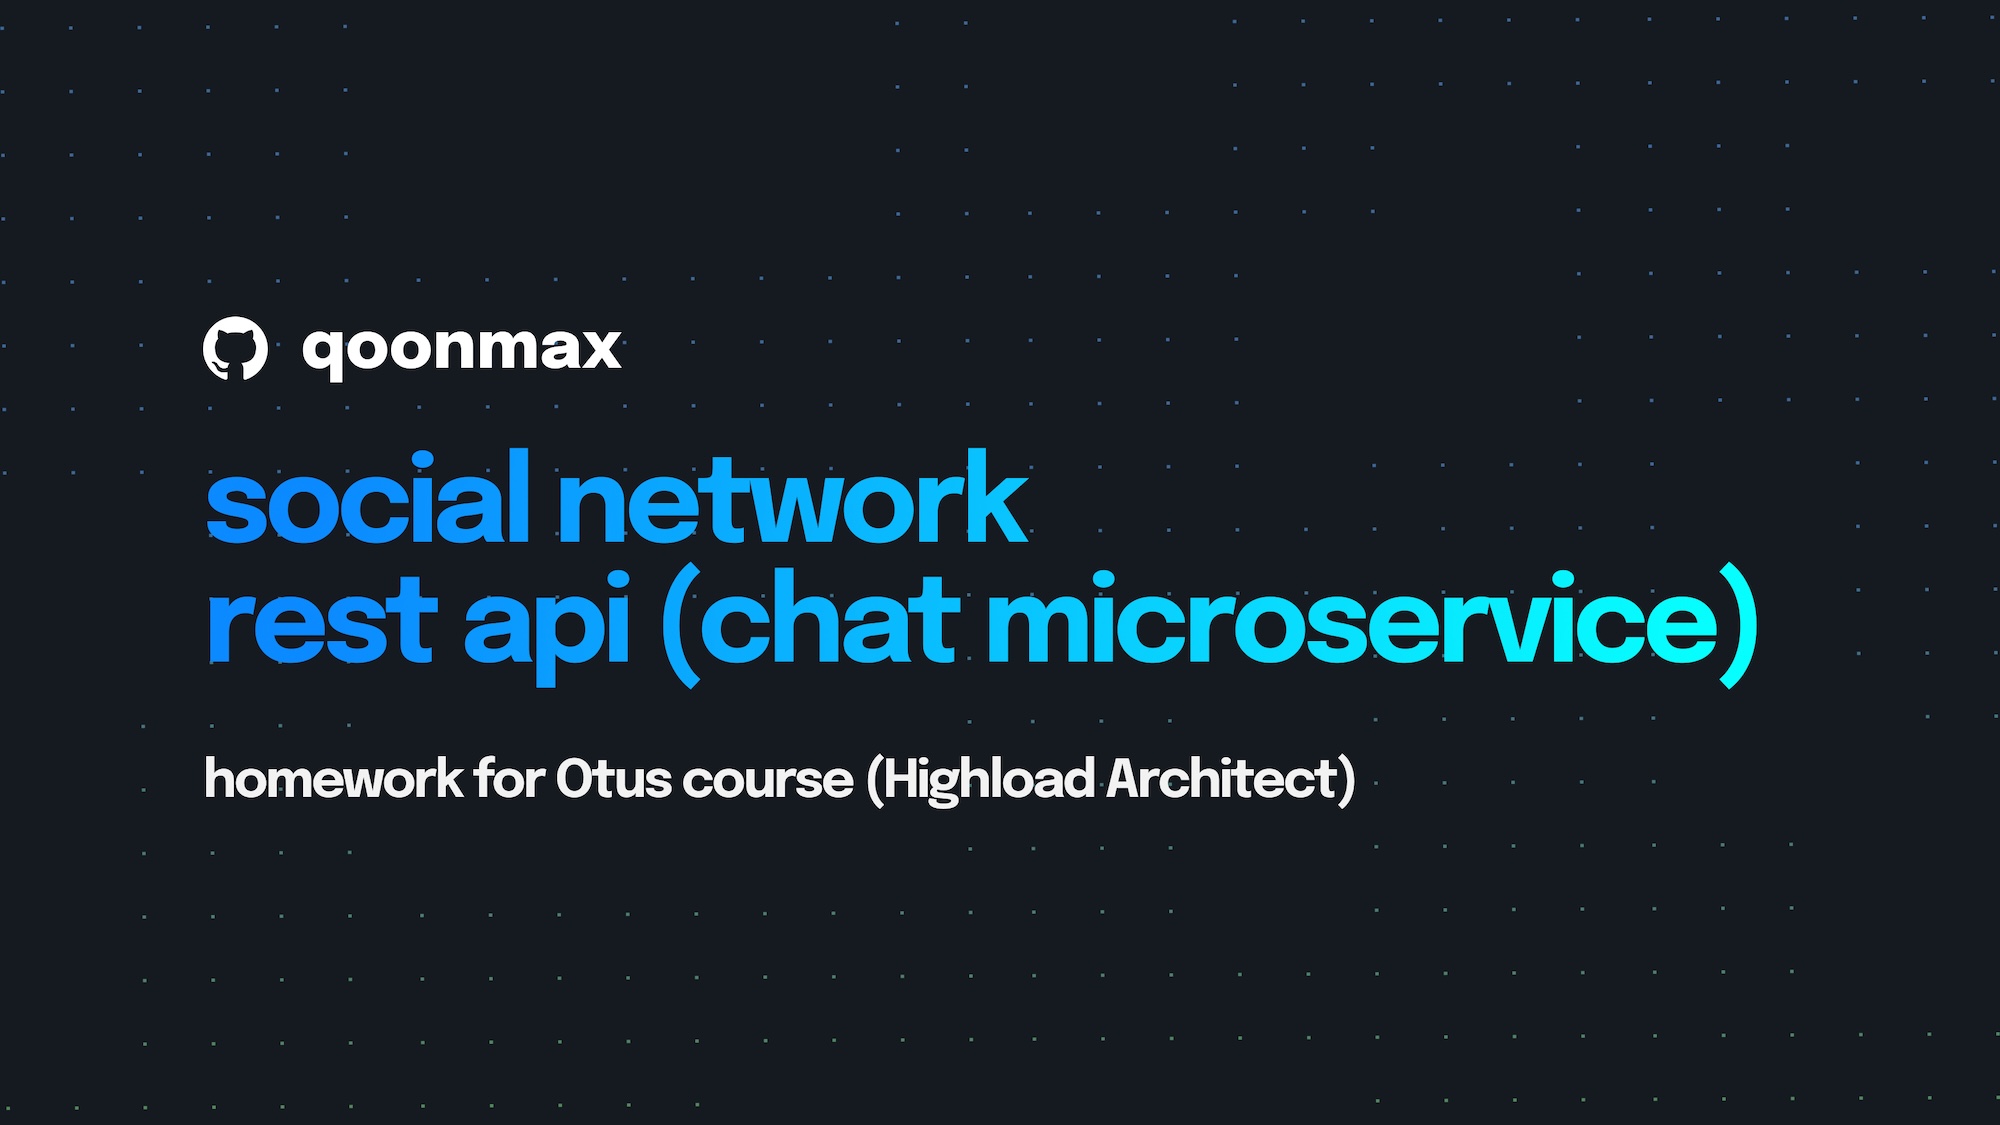 qoonmax
social network
rest api (chat microservice)
homework for Otus course (Highload Architect)